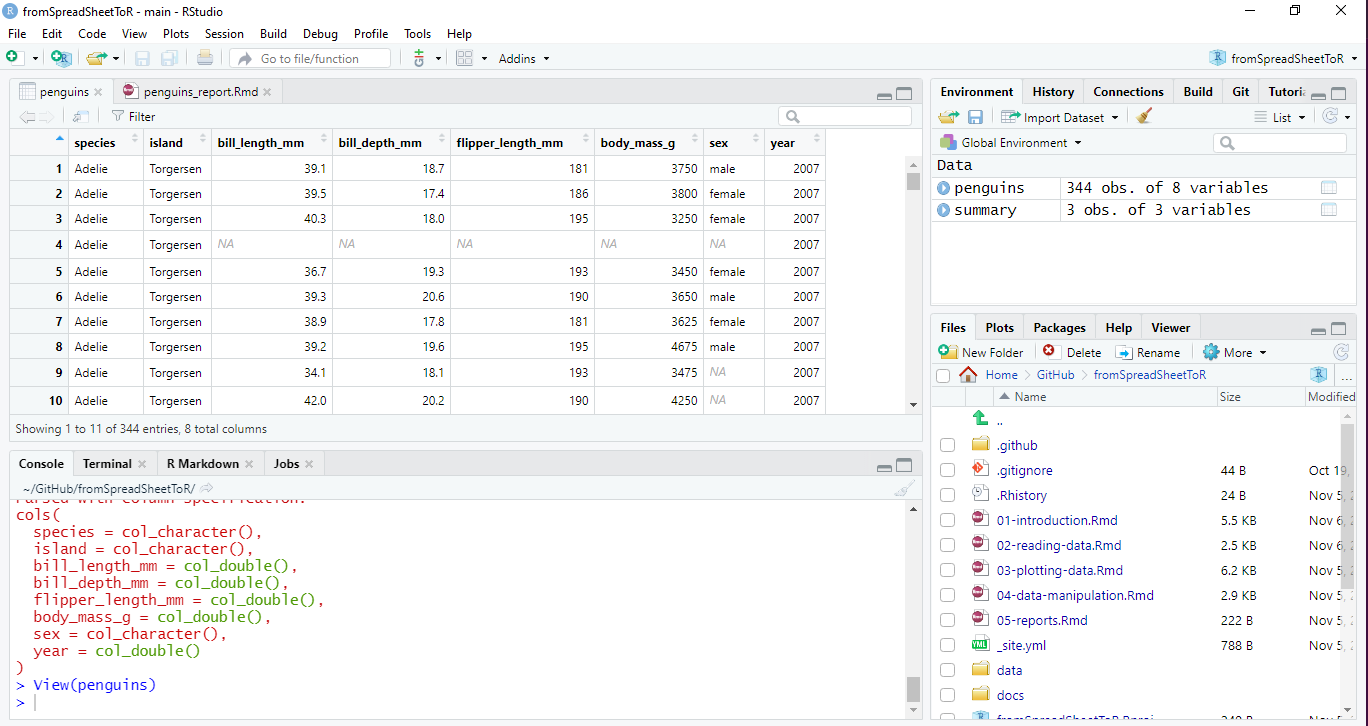 fromSpreadSheetToR - main - RStudio
File Edit Code View Plots Session Build Debug Profile Tools Help
Go to file/function Addins fromSpreadSheetToR
penguins penguins_report.Rmd
Filter
species island bill_length_mm bill_depth_mm flipper_length_mm body_mass_g sex year
1 Adelie Torgersen 39.1 18.7 181 3750 male 2007
2 Adelie Torgersen 39.5 17.4 186 3800 female 2007
3 Adelie Torgersen 40.3 18.0 195 3250 female 2007
4 Adelie Torgersen NA NA NA NA NA 2007
5 Adelie Torgersen 36.7 19.3 193 3450 female 2007
6 Adelie Torgersen 39.3 20.6 190 3650 male 2007
7 Adelie Torgersen 38.9 17.8 181 3625 female 2007
8 Adelie Torgersen 39.2 19.6 195 4675 male 2007
9 Adelie Torgersen 34.1 18.1 193 3475 NA 2007
10 Adelie Torgersen 42.0 20.2 190 4250 NA 2007
Showing 1 to 11 of 344 entries, 8 total columns
Console Terminal R Markdown Jobs
~/GitHub/fromSpreadSheetToR/
Parsed with column specification:
cols(
species = col_character(),
island = col_character(),
bill_length_mm = col_double(),
bill_depth_mm = col_double(),
flipper_length_mm = col_double(),
body_mass_g = col_double(),
sex = col_character(),
year = col_double()
)
> View(penguins)
>
Environment History Connections Build Git Tutoria
Import Dataset List
Global Environment
Data
penguins 344 obs. of 8 variables
summary 3 obs. of 3 variables
Files Plots Packages Help Viewer
New Folder Delete Rename More
Home GitHub fromSpreadSheetToR R ...
Name Size Modified
..
.github
.gitignore 44 B Oct 19,
.Rhistory 24 B Nov 5,
01-introduction.Rmd 5.5 KB Nov 6,
02-reading-data.Rmd 2.5 KB Nov 6,
03-plotting-data.Rmd 6.2 KB Nov 5,
04-data-manipulation.Rmd 2.9 KB Nov 5,
05-reports.Rmd 222 B Nov 5,
_site.yml 788 B Nov 5,
data
docs
fromSpreadSheetToR.Rproj